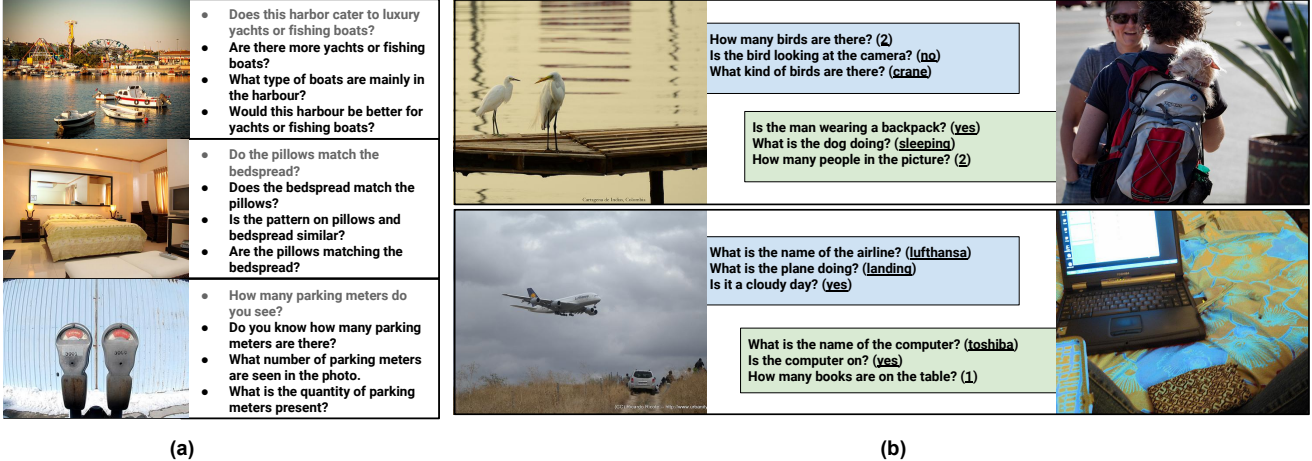 Does this harbor cater to luxury
yachts or fishing boats?
Are there more yachts or fishing
boats?
What type of boats are mainly in
the harbour?
Would this harbour be better for
yachts or fishing boats?
Do the pillows match the
bedspread?
Does the bedspread match the
pillows?
Is the pattern on pillows and
bedspread similar?
Are the pillows matching the
bedspread?
How many parking meters do
you see?
Do you know how many parking
meters are there?
What number of parking meters
are seen in the photo.
What is the quantity of parking
meters present?
(a)
Cartagena de Indias, Colombia
How many birds are there? (2)
Is the bird looking at the camera? (no)
What kind of birds are there? (crane)
Is the man wearing a backpack? (yes)
What is the dog doing? (sleeping)
How many people in the picture? (2)
What is the name of the airline? (lufthansa)
What is the plane doing? (landing)
Is it a cloudy day? (yes)
What is the name of the computer? (toshiba)
Is the computer on? (yes)
How many books are on the table? (1)
(b)